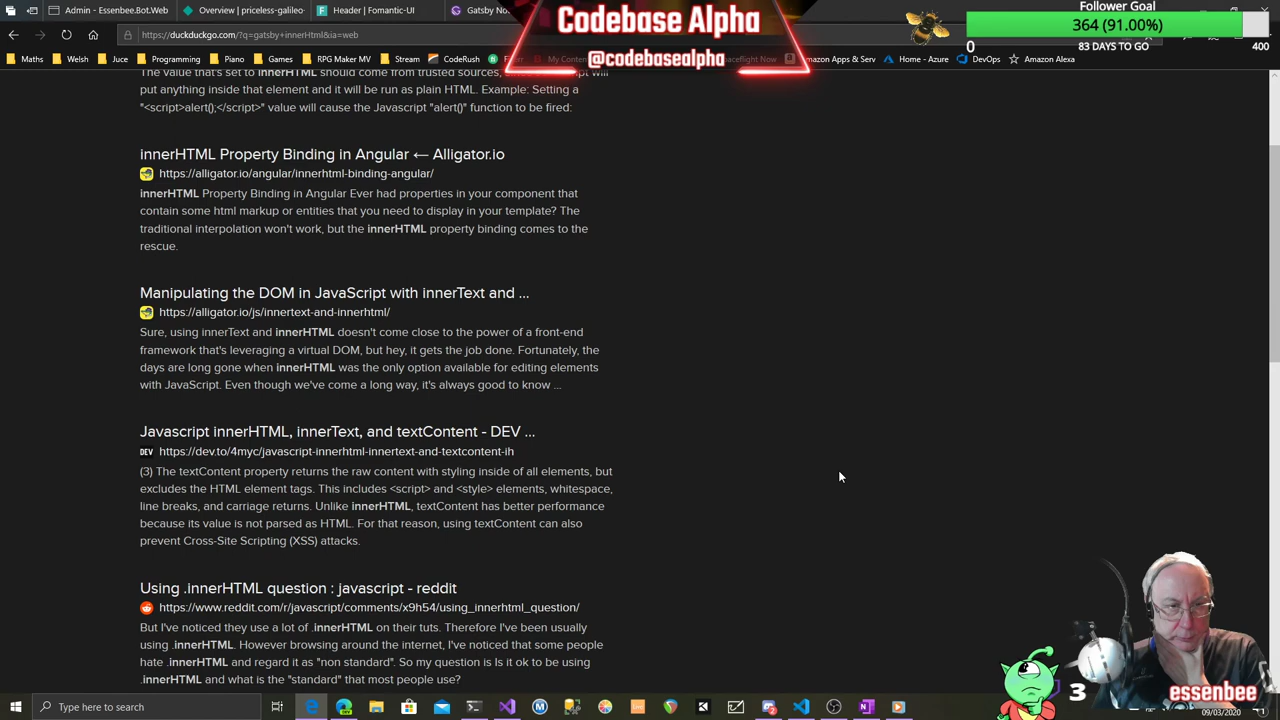 Admin - Essenbee.Bot.Web
Overview | priceless-galileo
Header | Fomantic-UI
Gatsby No
Codebase Alpha
@codebasealpha
Follower Goal
364 (91.00%)
0
83 DAYS TO GO
400
https://duckduckgo.com/?q=gatsby+innerHtml&ia=web
Maths
Welsh
Juce
Programming
Piano
Games
RPG Maker MV
Stream
CodeRush
My Content
Spaceflight Now
Amazon Apps & Serv
Home - Azure
DevOps
Amazon Alexa
The value that's set to innerHTML should come from trusted sources, will
put anything inside that element and it will be run as plain HTML. Example: Setting a
"<script>alert();</script>" value will cause the Javascript "alert()" function to be fired:
innerHTML Property Binding in Angular ← Alligator.io
https://alligator.io/angular/innerhtml-binding-angular/
innerHTML Property Binding in Angular Ever had properties in your component that
contain some html markup or entities that you need to display in your template? The
traditional interpolation won't work, but the innerHTML property binding comes to the
rescue.
Manipulating the DOM in JavaScript with innerText and ...
https://alligator.io/js/innertext-and-innerhtml/
Sure, using innerText and innerHTML doesn't come close to the power of a front-end
framework that's leveraging a virtual DOM, but hey, it gets the job done. Fortunately, the
days are long gone when innerHTML was the only option available for editing elements
with JavaScript. Even though we've come a long way, it's always good to know ...
Javascript innerHTML, innerText, and textContent - DEV ...
DEV https://dev.to/4myc/javascript-innerhtml-innertext-and-textcontent-ih
(3) The textContent property returns the raw content with styling inside of all elements, but
excludes the HTML element tags. This includes <script> and <style> elements, whitespace,
line breaks, and carriage returns. Unlike innerHTML, textContent has better performance
because its value is not parsed as HTML. For that reason, using textContent can also
prevent Cross-Site Scripting (XSS) attacks.
Using .innerHTML question : javascript - reddit
https://www.reddit.com/r/javascript/comments/x9h54/using_innerhtml_question/
But I've noticed they use a lot of .innerHTML on their tuts. Therefore I've been usually
using .innerHTML. However browsing around the internet, I've noticed that some people
hate .innerHTML and regard it as "non standard". So my question is Is it ok to be using
.innerHTML and what is the "standard" that most people use?
3
essenbee
Type here to search
09/03/2020